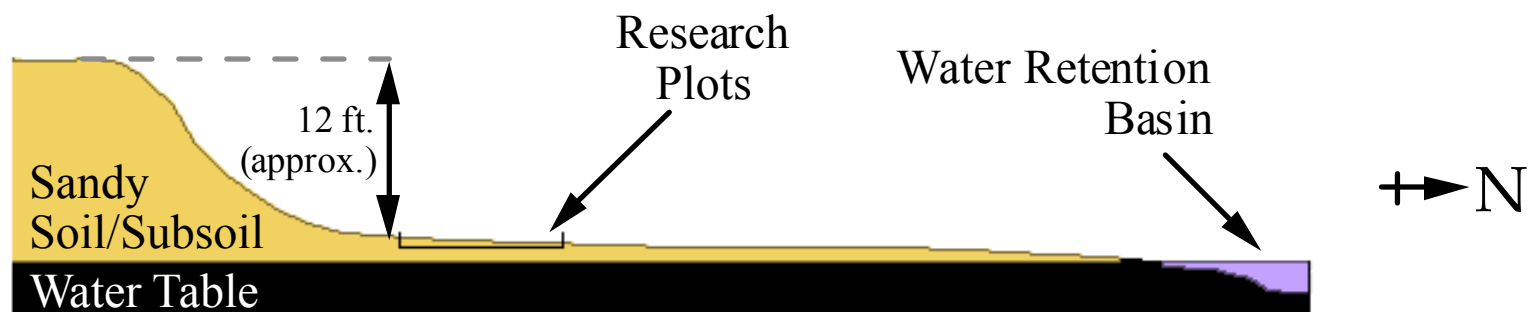 Research
Plots
Water Retention
Basin
12 ft.
(approx.)
Sandy
Soil/Subsoil
N
Water Table